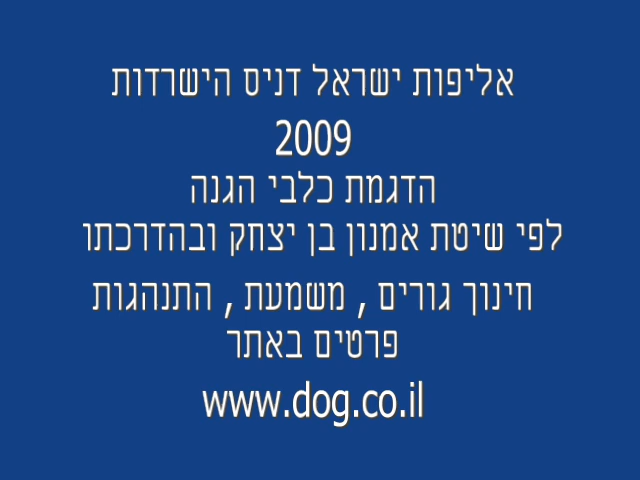 אליפות ישראל דניס הישרדות
2009
הדגמת כלבי הגנה
לפי שיטת אמנון בן יצחק ובהדרכתו
חינוך גורים , משמעת , התנהגות
פרטים באתר
www.dog.co.il